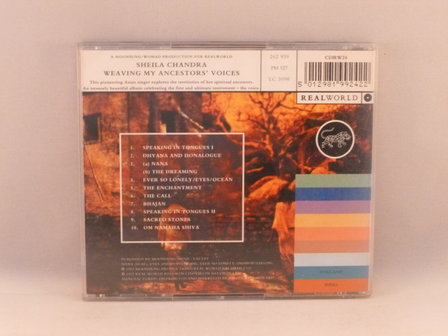 A MOONSUNG/WOMAD PRODUCTION FOR REALWORLD
SHEILA CHANDRA
WEAVING MY ANCESTORS' VOICES
This pioneering Asian singer explores the territories of her spiritual ancestors.
An intensely beautiful album celebrating the first and ultimate instrument – the voice.
262 939
PM 527
LC 3098
CDRW24
5 012981 992422
REALWORLD
1. SPEAKING IN TONGUES I
2. DHYANA AND DONALOGUE
3. (a) NANA
(b) THE DREAMING
4. EVER SO LONELY/EYES/OCEAN
5. THE ENCHANTMENT
6. THE CALL
7. BHAJAN
8. SPEAKING IN TONGUES II
9. SACRED STONES
10. OM NAMAHA SHIVA
ENGLAND
INDIA